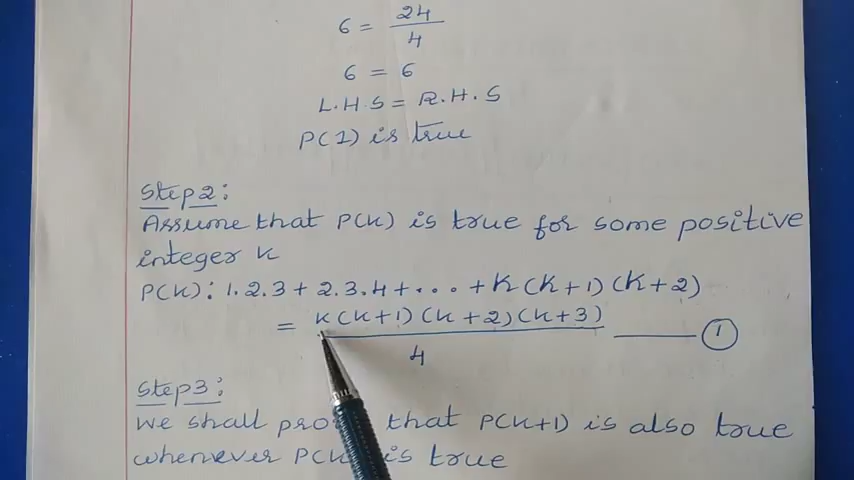 6 = 24/4
6 = 6
L.H.S = R.H.S
P(1) is true
Step2:
Assume that P(k) is true for some positive
integer k
P(k): 1.2.3 + 2.3.4 + ... + k(k+1)(k+2)
= k(k+1)(k+2)(k+3)/4 ——— ①
Step3:
We shall that P(k+1) is also true
whenever is true